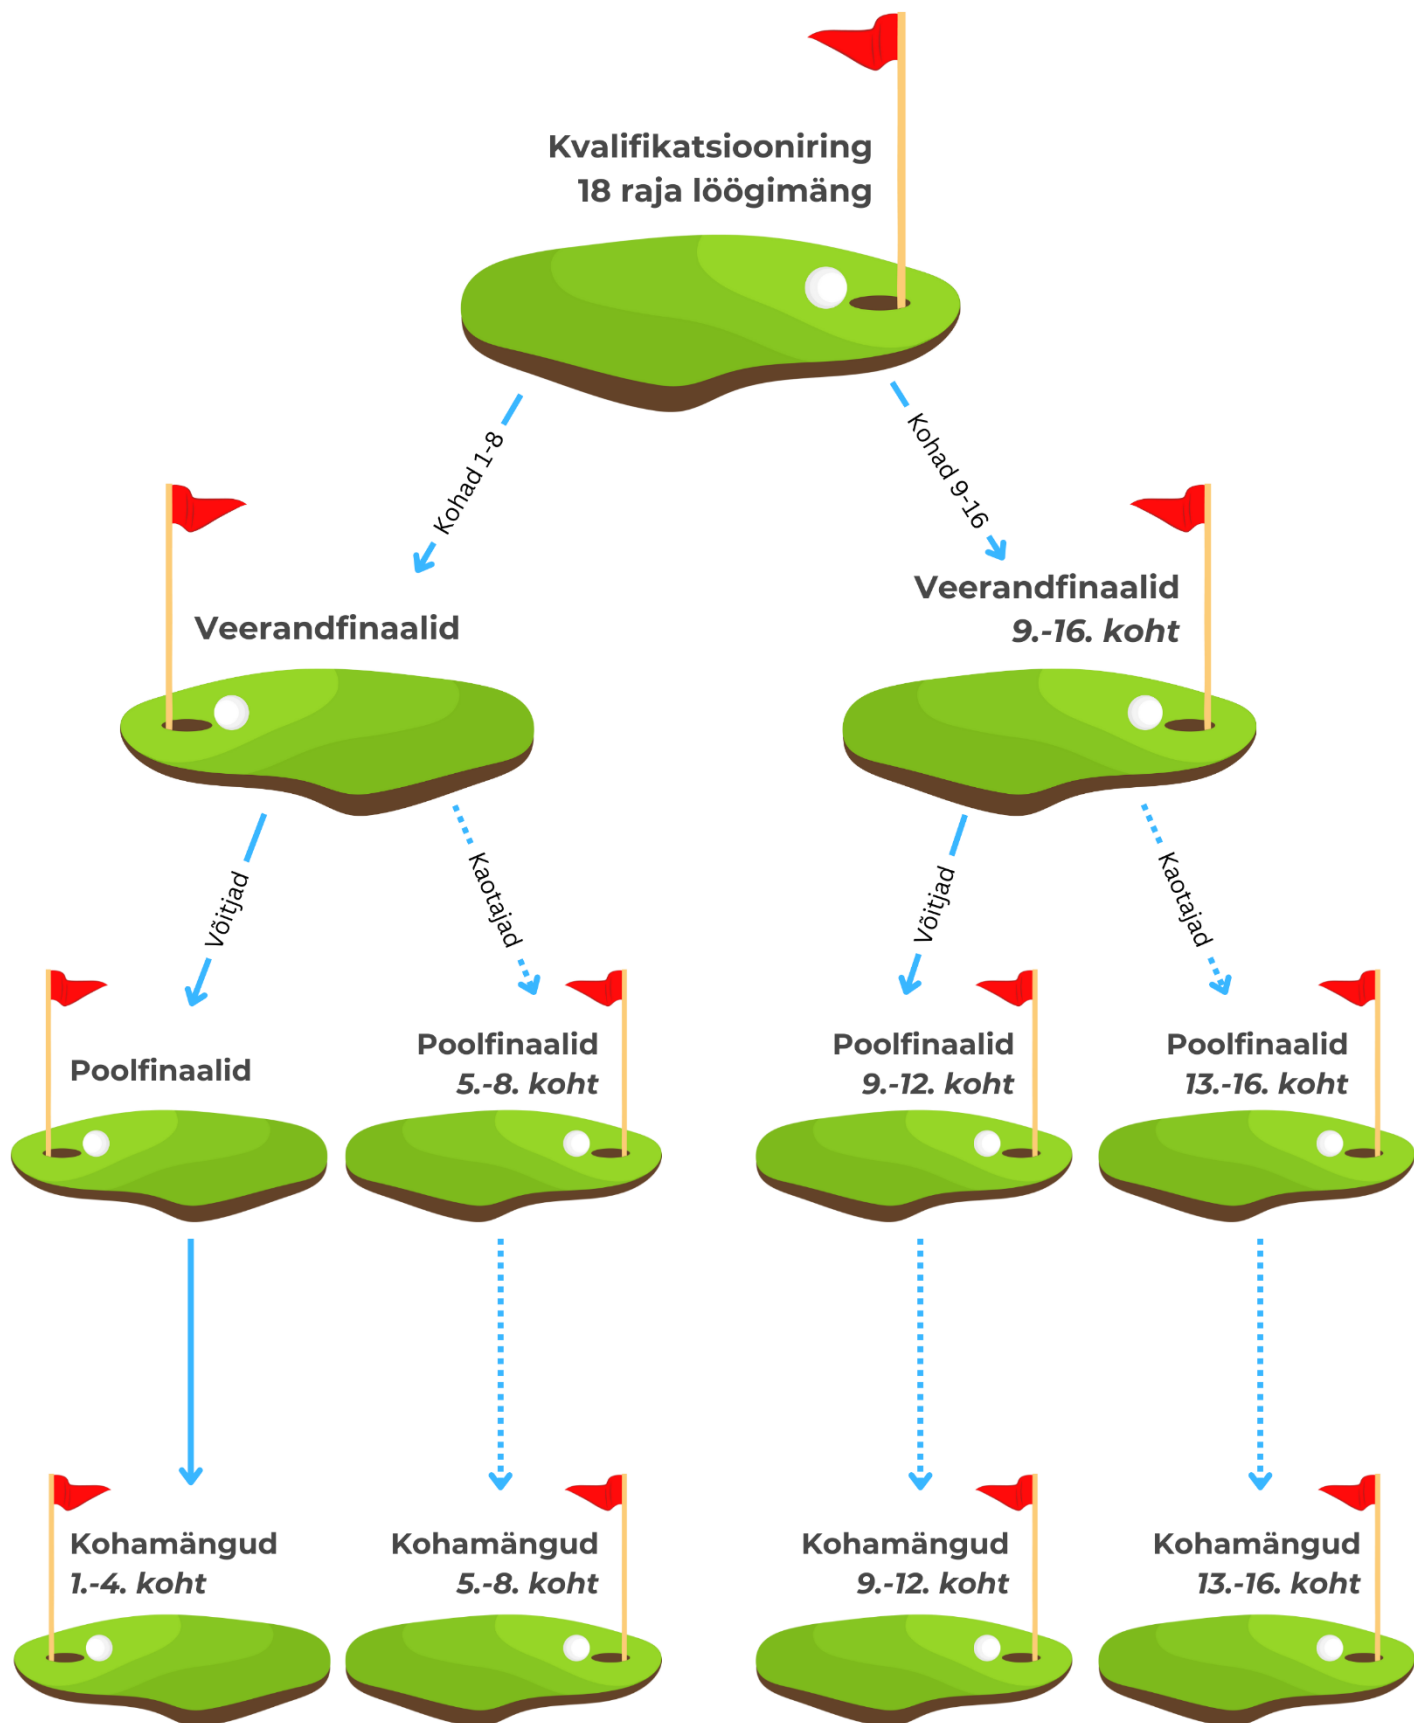 Kvalifikatsiooniring
18 raja löögimäng
Kohad 1-8
Kohad 9-16
Veerandfinaalid
Veerandfinaalid
9.-16. koht
Võitjad
Kaotajad
Võitjad
Kaotajad
Poolfinaalid
Poolfinaalid
5.-8. koht
Poolfinaalid
9.-12. koht
Poolfinaalid
13.-16. koht
Kohamängud
1.-4. koht
Kohamängud
5.-8. koht
Kohamängud
9.-12. koht
Kohamängud
13.-16. koht